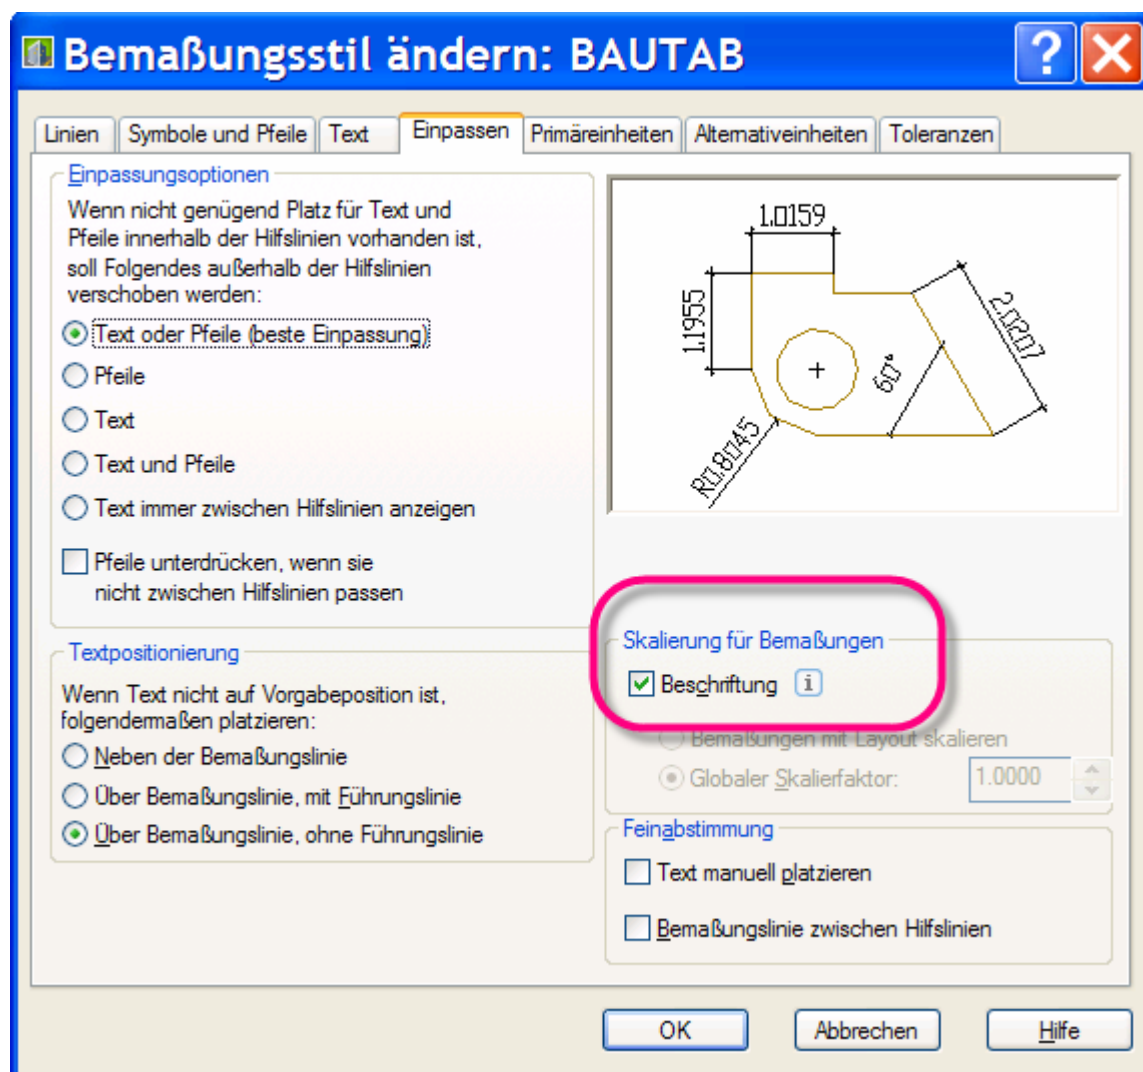 Bemaßungsstil ändern: BAUTAB
Linien
Symbole und Pfeile
Text
Einpassen
Primäreinheiten
Alternativeinheiten
Toleranzen
Einpassungsoptionen
Wenn nicht genügend Platz für Text und
Pfeile innerhalb der Hilfslinien vorhanden ist,
soll Folgendes außerhalb der Hilfslinien
verschoben werden:
Text oder Pfeile (beste Einpassung)
Pfeile
Text
Text und Pfeile
Text immer zwischen Hilfslinien anzeigen
Pfeile unterdrücken, wenn sie
nicht zwischen Hilfslinien passen
Textpositionierung
Wenn Text nicht auf Vorgabeposition ist,
folgendermaßen platzieren:
Neben der Bemaßungslinie
Über Bemaßungslinie, mit Führungslinie
Über Bemaßungslinie, ohne Führungslinie
1.0159
1.1955
2.0207
60°
R0.8045
Skalierung für Bemaßungen
Beschriftung
Bemaßungen mit Layout skalieren
Globaler Skalierfaktor:
1.0000
Feinabstimmung
Text manuell platzieren
Bemaßungslinie zwischen Hilfslinien
OK
Abbrechen
Hilfe